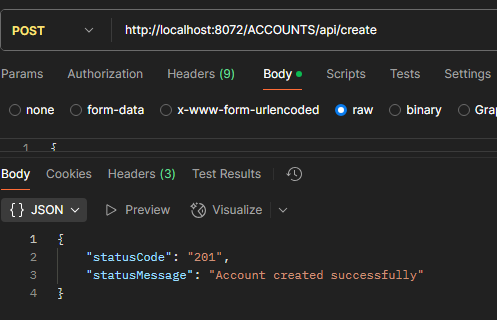 POST http://localhost:8072/ACCOUNTS/api/create
Params Authorization Headers (9) Body Scripts Tests Settings
none form-data x-www-form-urlencoded raw binary Gra
1 {
Body Cookies Headers (3) Test Results
{} JSON Preview Visualize
1 {
2 "statusCode": "201",
3 "statusMessage": "Account created successfully"
4 }